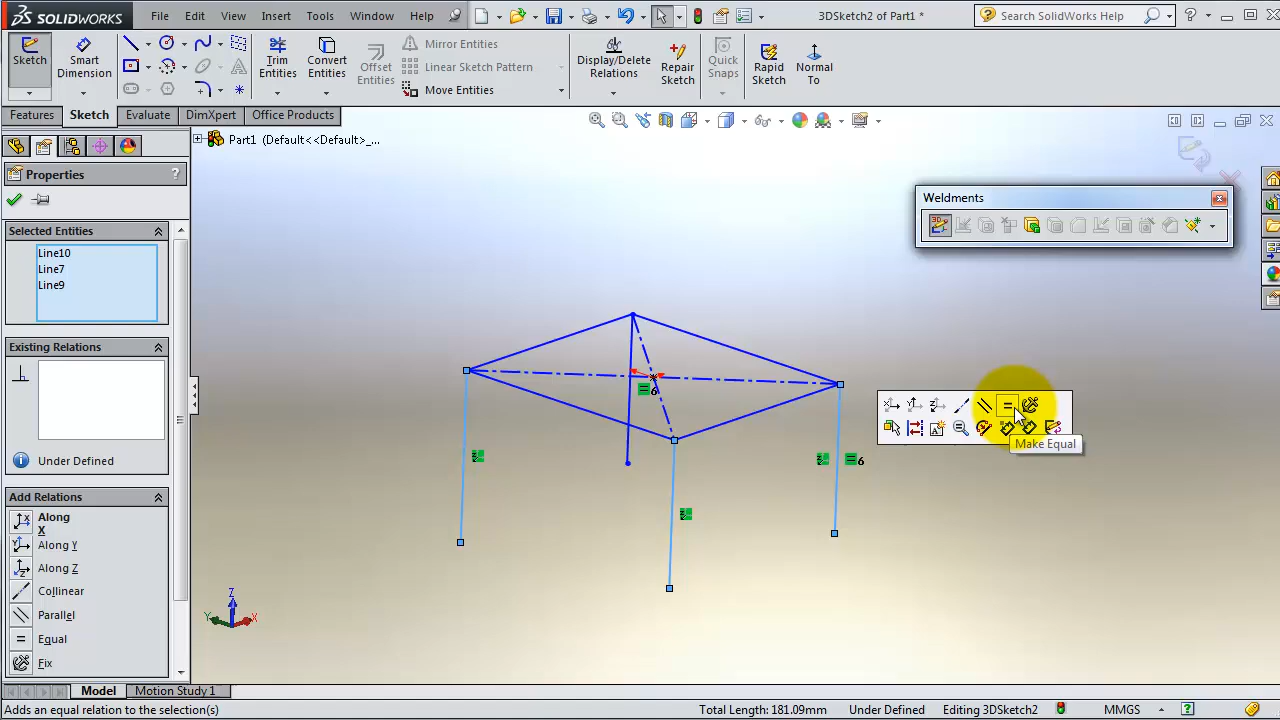 SOLIDWORKS
File Edit View Insert Tools Window Help
3DSketch2 of Part1 *
Search SolidWorks Help
Sketch
Smart Dimension
Trim Entities
Convert Entities
Offset Entities
Mirror Entities
Linear Sketch Pattern
Move Entities
Display/Delete Relations
Repair Sketch
Quick Snaps
Rapid Sketch
Normal To
Features Sketch Evaluate DimXpert Office Products
Part1 (Default<<Default>_...
Properties ?
Selected Entities
Line10
Line7
Line9
Existing Relations
Under Defined
Add Relations
Along X
Along Y
Along Z
Collinear
Parallel
Equal
Fix
Weldments
6
6
Make Equal
Z
Y
X
Model Motion Study 1
Adds an equal relation to the selection(s)
Total Length: 181.09mm Under Defined Editing 3DSketch2 MMGS